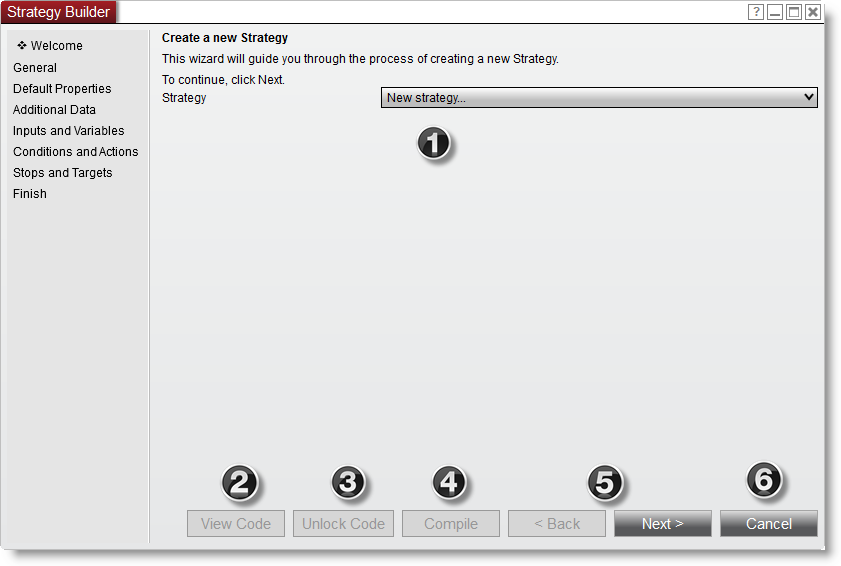 Strategy Builder
?
Welcome
General
Default Properties
Additional Data
Inputs and Variables
Conditions and Actions
Stops and Targets
Finish
Create a new Strategy
This wizard will guide you through the process of creating a new Strategy.
To continue, click Next.
Strategy New strategy...
1
2 3 4 5 6
View Code Unlock Code Compile < Back Next > Cancel